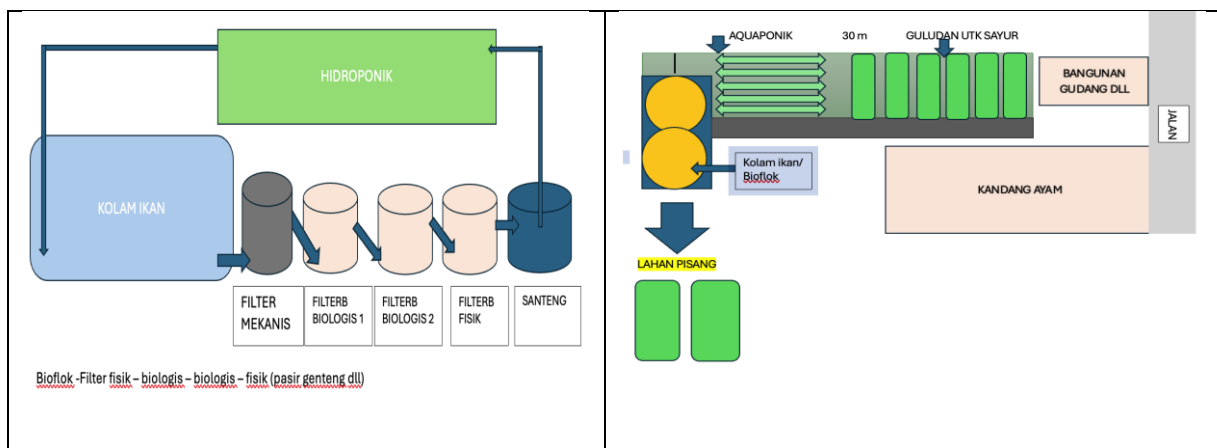 HIDROPONIK
KOLAM IKAN
FILTER
MEKANIS
FILTERB
BIOLOGIS 1
FILTERB
BIOLOGIS 2
FILTERB
FISIK
SANTENG
Bioflok -Filter fisik – biologis – biologis – fisik (pasir genteng dll)
AQUAPONIK
30 m
GULUDAN UTK SAYUR
BANGUNAN
GUDANG DLL
JALAN
Kolam ikan/
Bioflok
KANDANG AYAM
LAHAN PISANG